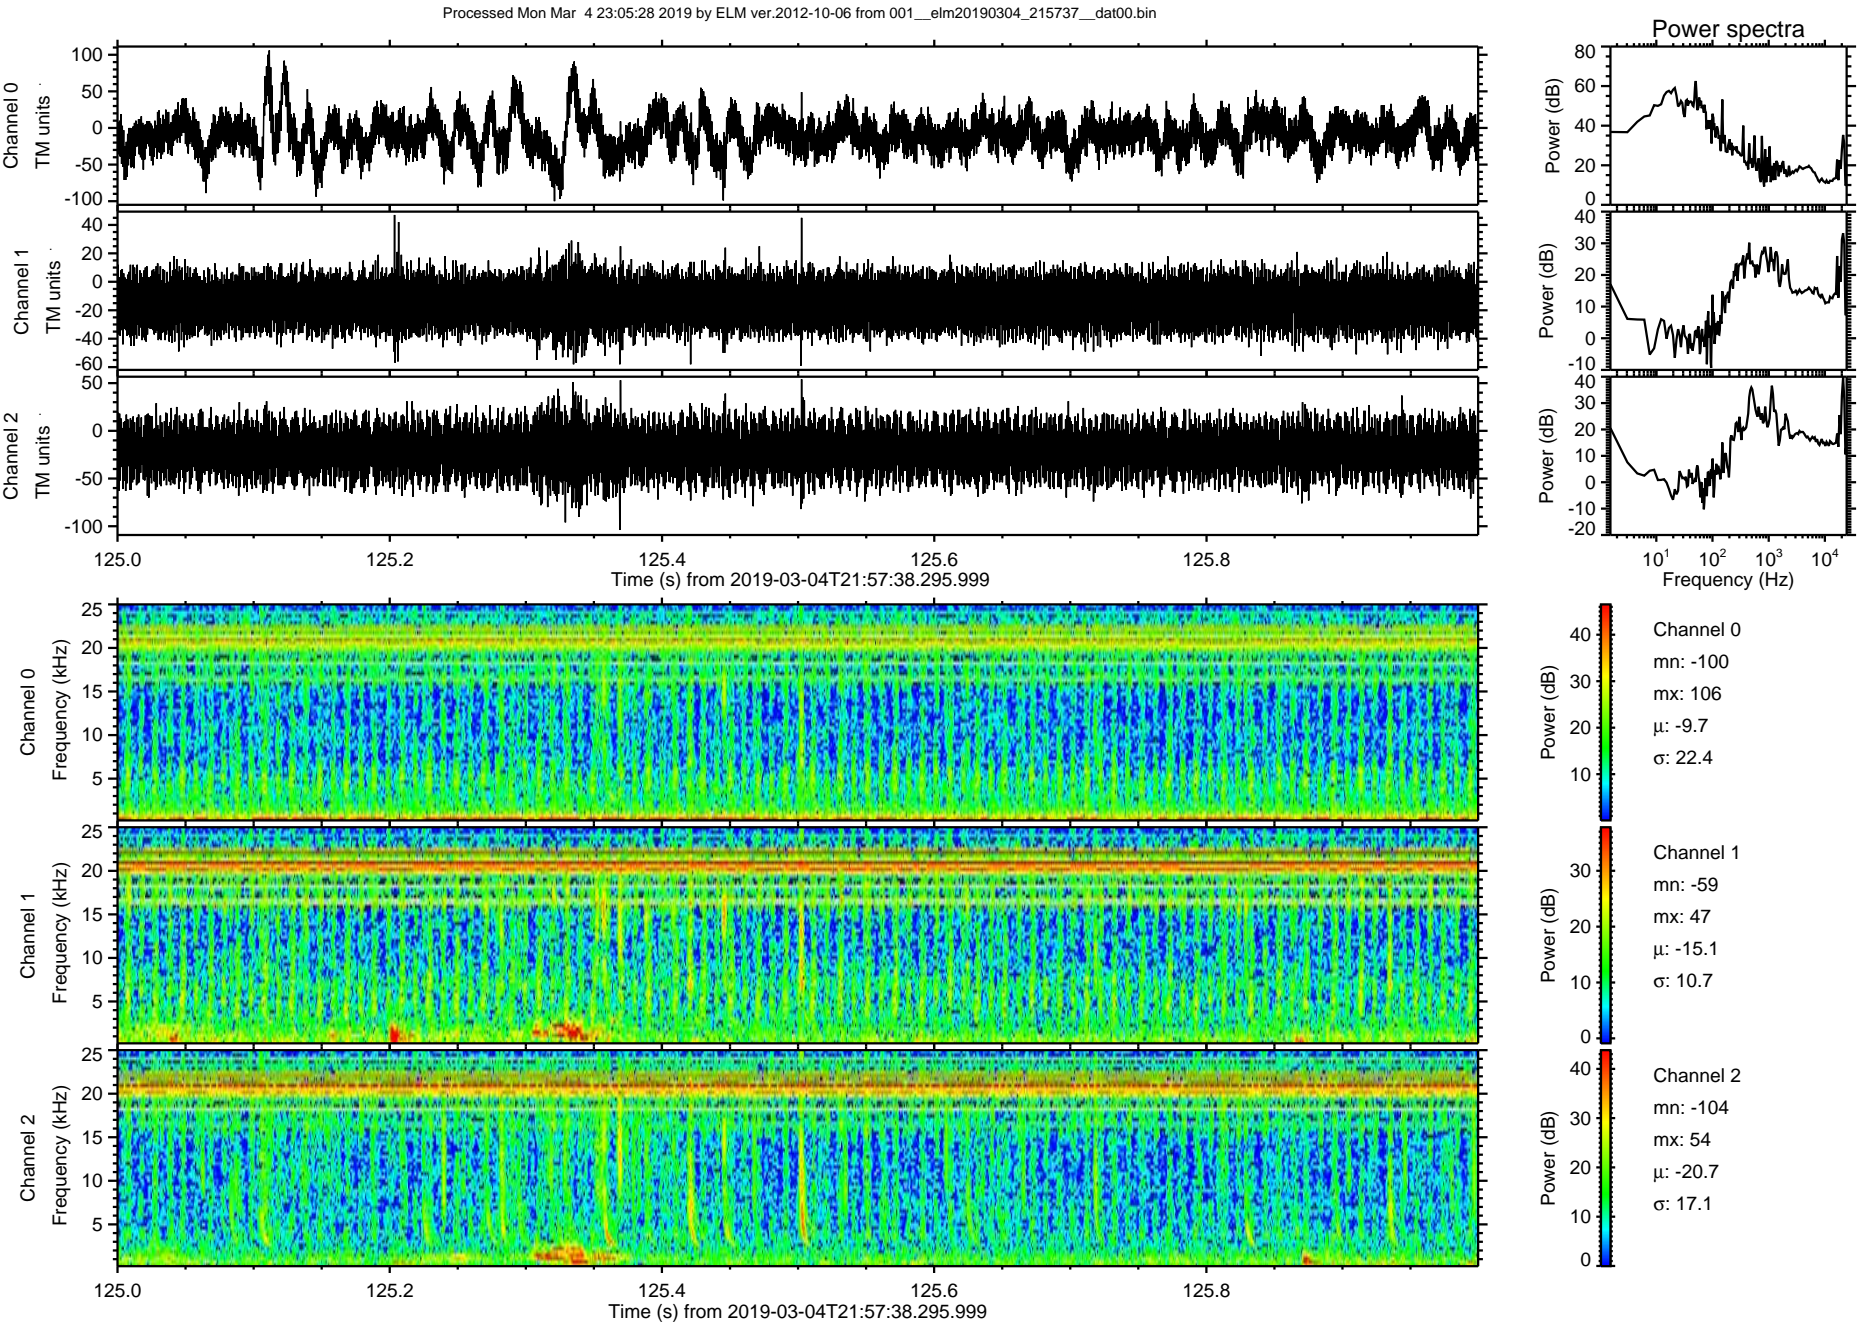 Processed Mon Mar 4 23:05:28 2019 by ELM ver.2012-10-06 from 001__elm20190304_215737__dat00.bin
Power spectra
Channel 0
TM units
100
50
0
-50
-100
Power (dB)
80
60
40
20
0
Channel 1
TM units
40
20
0
-20
-40
-60
Power (dB)
40
30
20
10
0
-10
Channel 2
TM units
50
0
-50
-100
Power (dB)
40
30
20
10
0
-10
-20
125.0 125.2 125.4 125.6 125.8
Time (s) from 2019-03-04T21:57:38.295.999
10¹ 10² 10³ 10⁴
Frequency (Hz)
Channel 0
Frequency (kHz)
25
20
15
10
5
Power (dB)
40
30
20
10
Channel 0
mn: -100
mx: 106
μ: -9.7
σ: 22.4
Channel 1
Frequency (kHz)
25
20
15
10
5
Power (dB)
30
20
10
0
Channel 1
mn: -59
mx: 47
μ: -15.1
σ: 10.7
Channel 2
Frequency (kHz)
25
20
15
10
5
Power (dB)
40
30
20
10
0
Channel 2
mn: -104
mx: 54
μ: -20.7
σ: 17.1
125.0 125.2 125.4 125.6 125.8
Time (s) from 2019-03-04T21:57:38.295.999